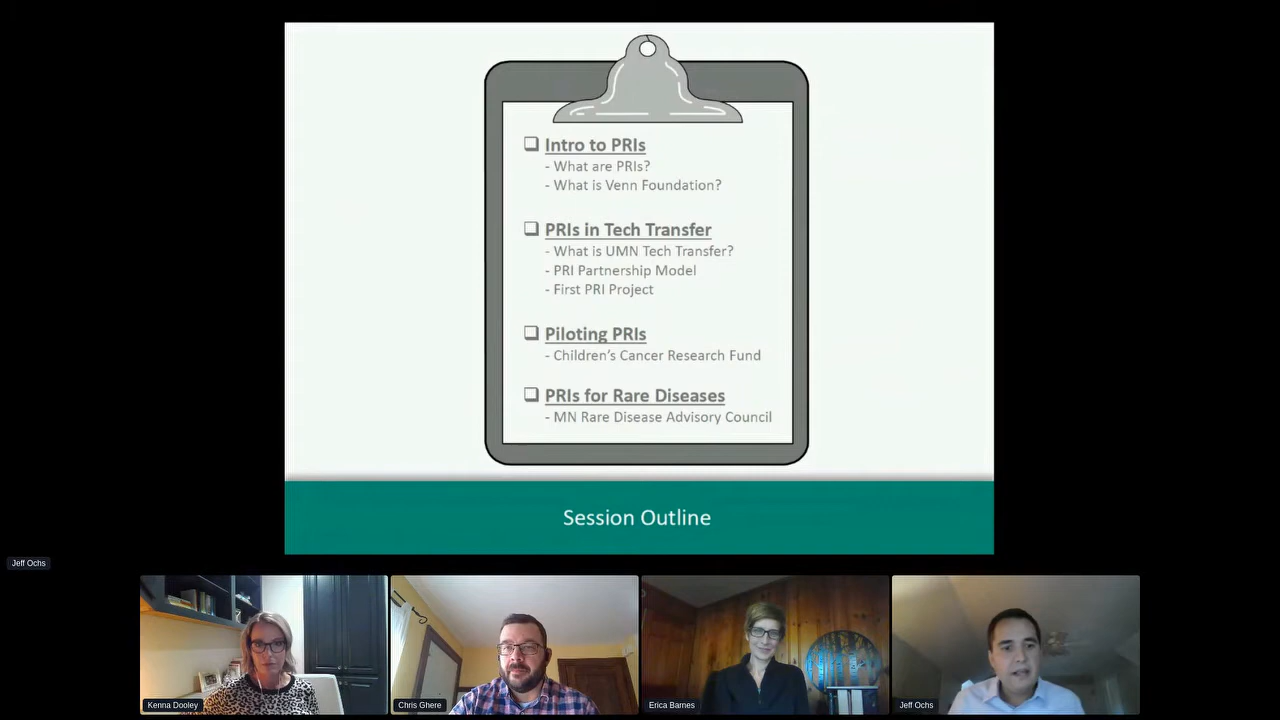 Intro to PRIs
- What are PRIs?
- What is Venn Foundation?
PRIs in Tech Transfer
- What is UMN Tech Transfer?
- PRI Partnership Model
- First PRI Project
Piloting PRIs
- Children's Cancer Research Fund
PRIs for Rare Diseases
- MN Rare Disease Advisory Council
Session Outline
Jeff Ochs
Kenna Dooley
Chris Ghere
Erica Barnes
Jeff Ochs